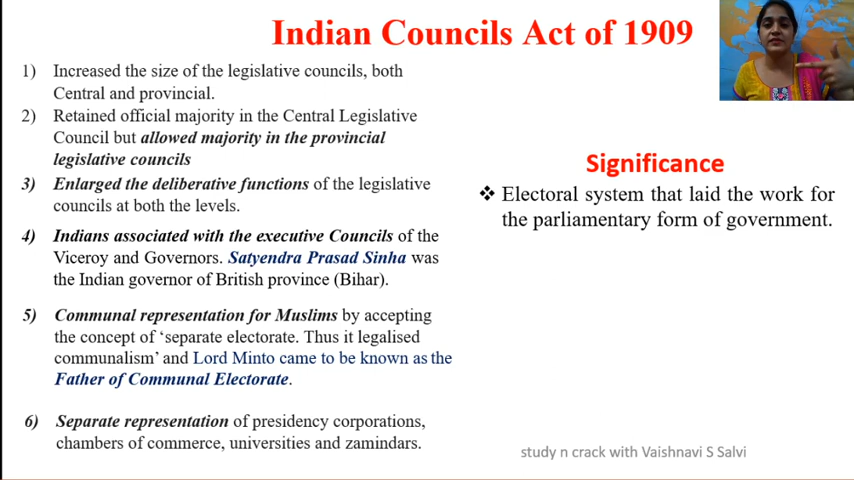 Indian Councils Act of 1909
1) Increased the size of the legislative councils, both
Central and provincial.
2) Retained official majority in the Central Legislative
Council but allowed majority in the provincial
legislative councils
3) Enlarged the deliberative functions of the legislative
councils at both the levels.
4) Indians associated with the executive Councils of the
Viceroy and Governors. Satyendra Prasad Sinha was
the Indian governor of British province (Bihar).
5) Communal representation for Muslims by accepting
the concept of ‘separate electorate. Thus it legalised
communalism’ and Lord Minto came to be known as the
Father of Communal Electorate.
6) Separate representation of presidency corporations,
chambers of commerce, universities and zamindars.
Significance
❖ Electoral system that laid the work for
the parliamentary form of government.
study n crack with Vaishnavi S Salvi